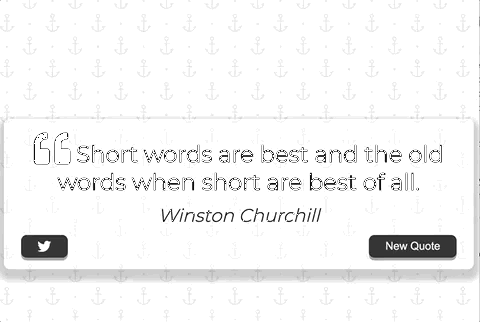 Short words are best and the old
words when short are best of all.
Winston Churchill
New Quote